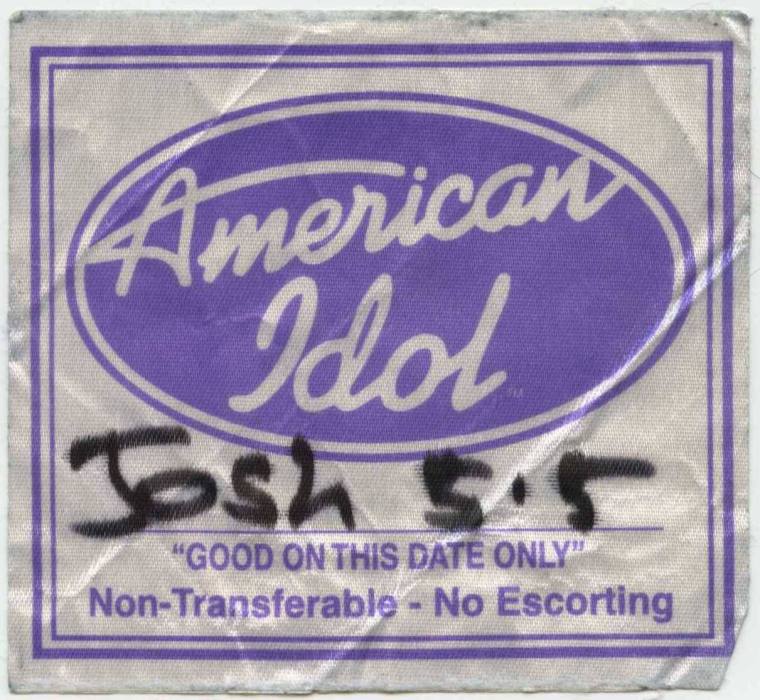 American
Idol
Josh 5.5
“GOOD ON THIS DATE ONLY”
Non-Transferable - No Escorting